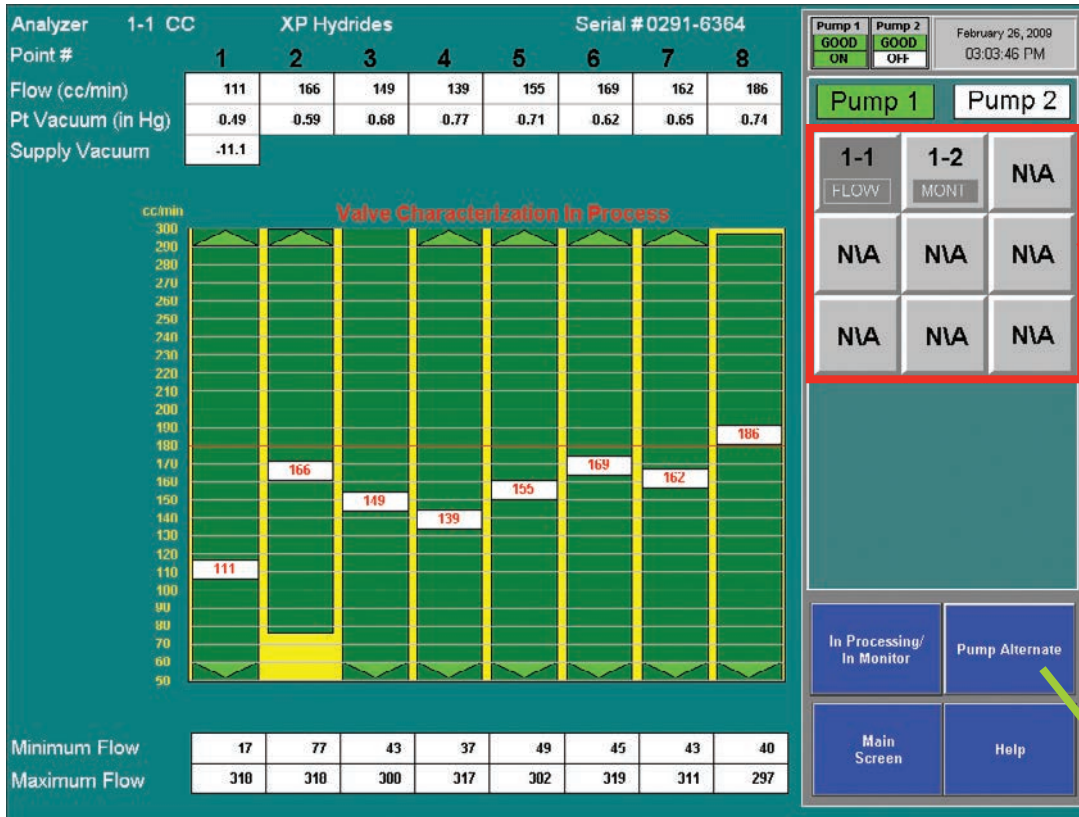 Analyzer 1-1 CC XP Hydrides Serial # 0291-6364
Point # 1 2 3 4 5 6 7 8
Flow (cc/min) 111 166 149 139 155 169 162 186
Pt Vacuum (in Hg) -0.49 -0.59 -0.68 -0.77 -0.71 -0.62 -0.65 -0.74
Supply Vacuum -11.1
cc/min
Valve Characterization In Process
300
290
280
270
260
250
240
230
220
210
200
190
180
170
160
150
140
130
120
110
100
90
80
70
60
50
111
166
149
139
155
169
162
186
Minimum Flow 17 77 43 37 49 45 43 40
Maximum Flow 310 310 300 317 302 319 311 297
Pump 1 Pump 2
GOOD GOOD
ON OFF
February 26, 2009
03:03:46 PM
Pump 1 Pump 2
1-1 1-2 N\A
FLOW MONT
N\A N\A N\A
N\A N\A N\A
In Processing/
In Monitor
Pump Alternate
Main
Screen
Help